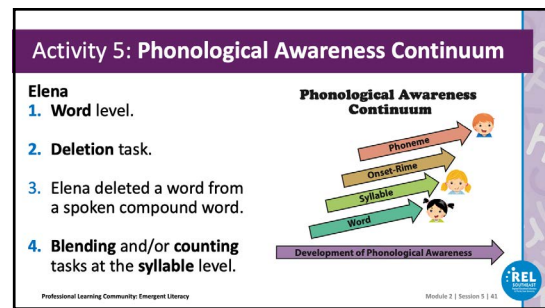 Activity 5: Phonological Awareness Continuum
Elena
1. Word level.
2. Deletion task.
3. Elena deleted a word from
a spoken compound word.
4. Blending and/or counting
tasks at the syllable level.
Phonological Awareness
Continuum
Phoneme
Onset-Rime
Syllable
Word
Development of Phonological Awareness
Professional Learning Community: Emergent Literacy
Module 2 | Session 5 | 41
REL
SOUTHEAST